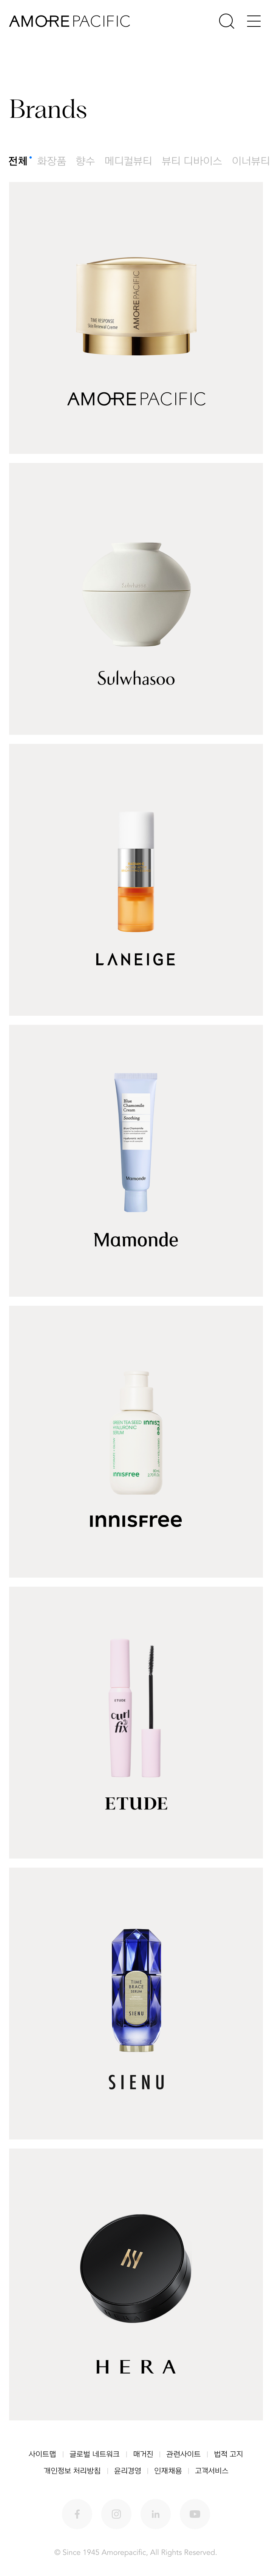 AMOREPACIFIC
Brands
전체 화장품 향수 메디컬뷰티 뷰티 디바이스 이너뷰티
AMOREPACIFIC
TIME RESPONSE
Skin Renewal Creme
AMOREPACIFIC
Sulwhasoo
Sulwhasoo
LANEIGE
Blue
Chamomile
Cream
Soothing
Mamonde
Mamonde
GREEN TEA SEED
HYALURONIC
SERUM
INNISFREE
INNISFREE
ETUDE
curl
fix
ETUDE
TIME
BRACE
SERUM
SIENU
SIENU
HERA
사이트맵 글로벌 네트워크 매거진 관련사이트 법적 고지
개인정보 처리방침 윤리경영 인재채용 고객서비스
© Since 1945 Amorepacific, All Rights Reserved.